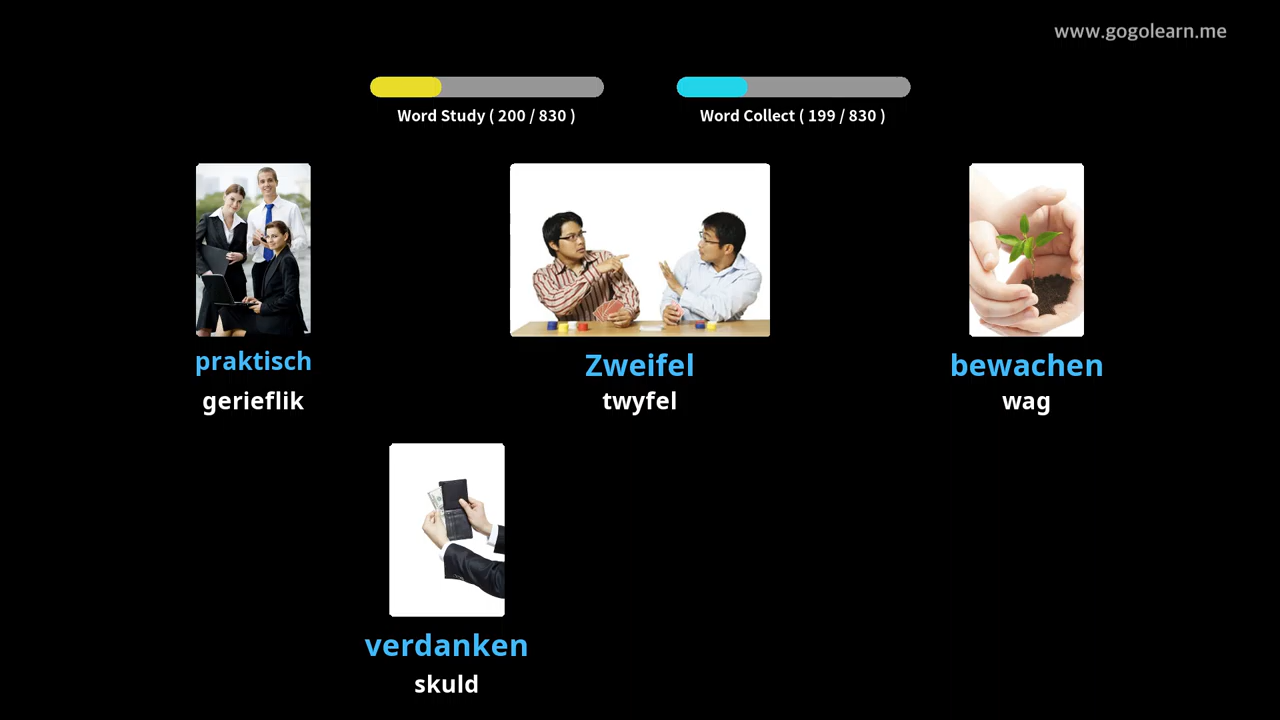 www.gogolearn.me
Word Study ( 200 / 830 )
Word Collect ( 199 / 830 )
praktisch
gerieflik
Zweifel
twyfel
bewachen
wag
verdanken
skuld